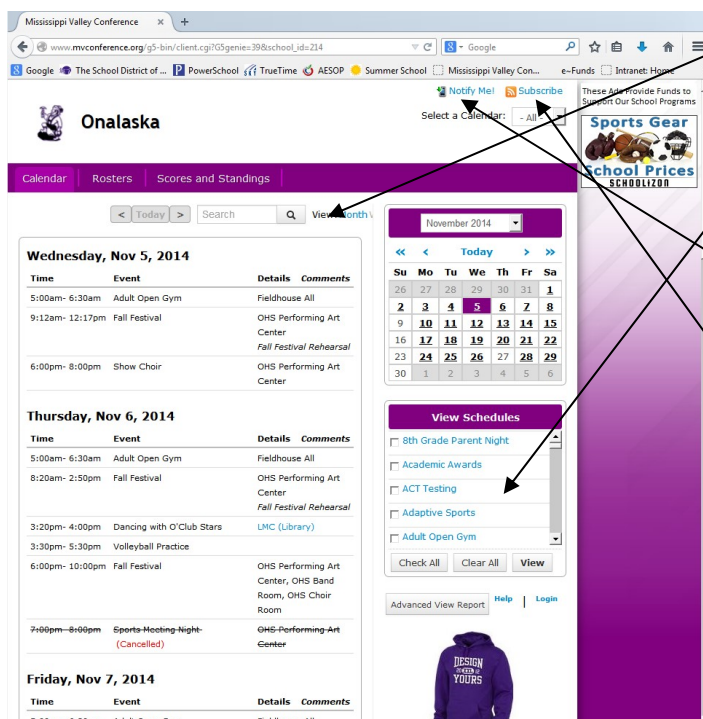 Mississippi Valley Conference × +
www.mvconference.org/g5-bin/client.cgi?G5genie=39&school_id=214 Google
Google The School District of ... PowerSchool TrueTime AESOP Summer School Mississippi Valley Con... e~Funds Intranet: Home
Notify Me! Subscribe
Onalaska
Select a Calendar: - All -
These Ads Provide Funds to
Support Our School Programs
Sports Gear
School Prices
SCHOOLIZON
Calendar Rosters Scores and Standings
< Today > Search View Month
Wednesday, Nov 5, 2014
Time Event Details Comments
5:00am- 6:30am Adult Open Gym Fieldhouse All
9:12am- 12:17pm Fall Festival OHS Performing Art
Center
Fall Festival Rehearsal
6:00pm- 8:00pm Show Choir OHS Performing Art
Center
Thursday, Nov 6, 2014
Time Event Details Comments
5:00am- 6:30am Adult Open Gym Fieldhouse All
8:20am- 2:50pm Fall Festival OHS Performing Art
Center
Fall Festival Rehearsal
3:20pm- 4:00pm Dancing with O'Club Stars LMC (Library)
3:30pm- 5:30pm Volleyball Practice
6:00pm- 10:00pm Fall Festival OHS Performing Art
Center, OHS Band
Room, OHS Choir
Room
7:00pm- 8:00pm Sports Meeting Night- OHS Performing Art
(Cancelled) Center
Friday, Nov 7, 2014
Time Event Details Comments
November 2014
<< < Today > >>
Su Mo Tu We Th Fr Sa
26 27 28 29 30 31 1
2 3 4 5 6 7 8
9 10 11 12 13 14 15
16 17 18 19 20 21 22
23 24 25 26 27 28 29
30 1 2 3 4 5 6
View Schedules
8th Grade Parent Night
Academic Awards
ACT Testing
Adaptive Sports
Adult Open Gym
Check All Clear All View
Advanced View Report Help | Login
DESIGN
YOURS